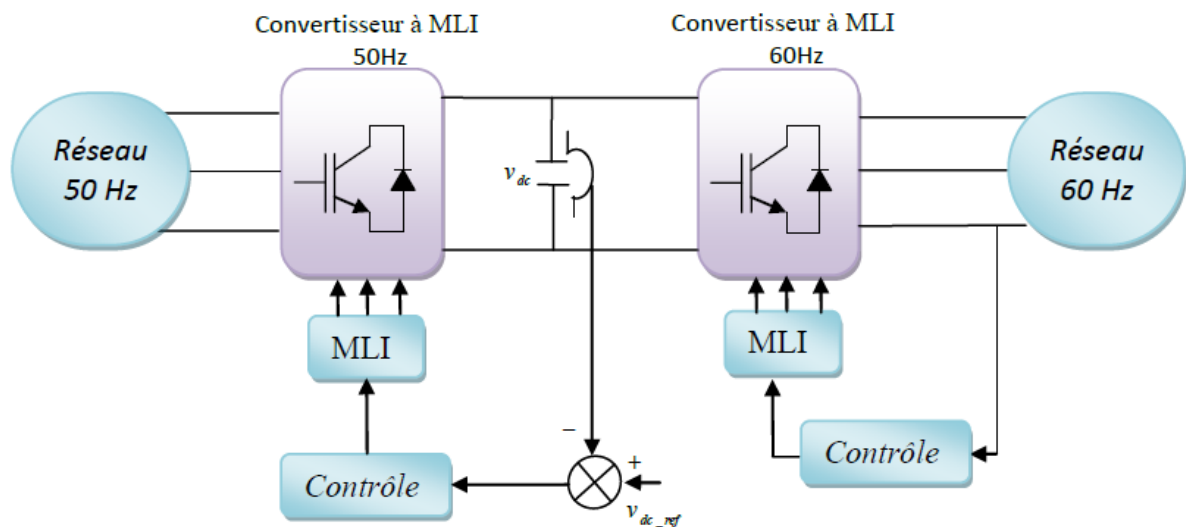 Convertisseur à MLI
50Hz
Convertisseur à MLI
60Hz
Réseau
50 Hz
v_dc
Réseau
60 Hz
MLI
MLI
Contrôle
−
+
Contrôle
v_dc_ref